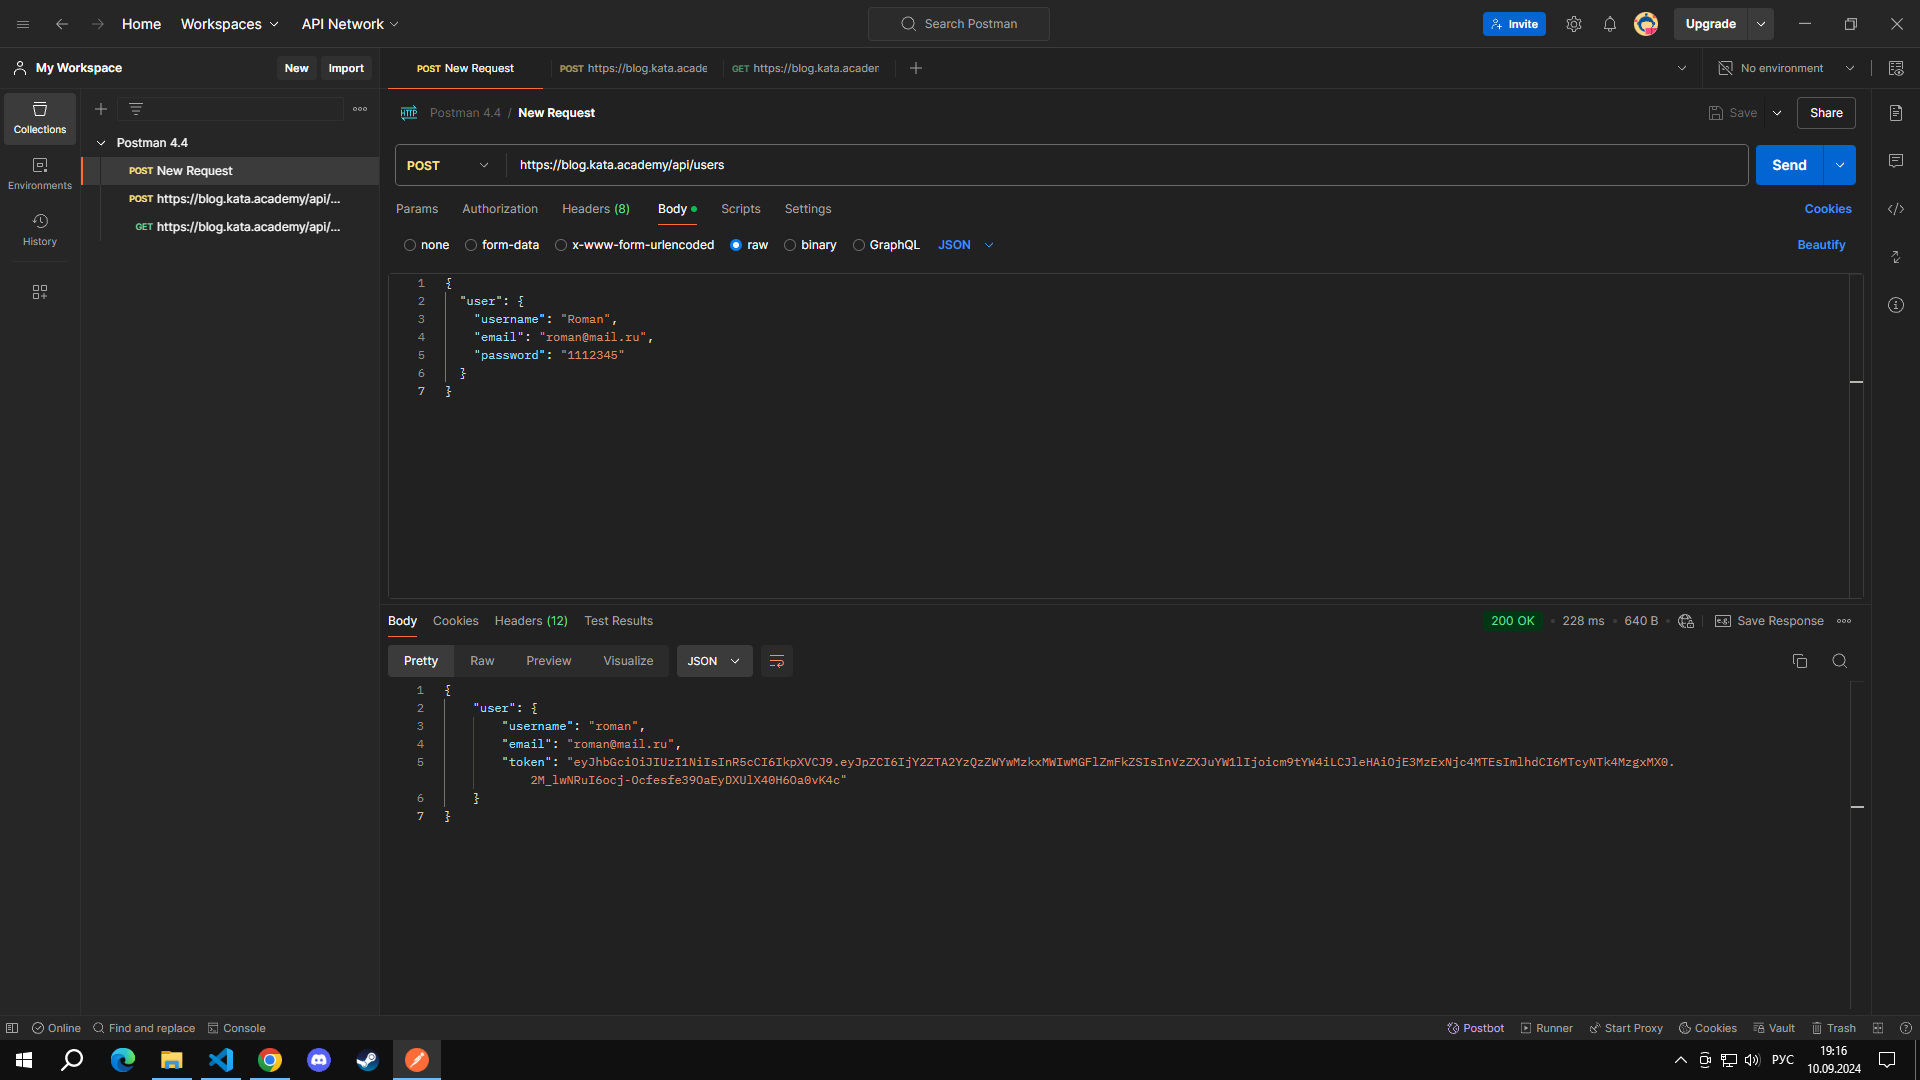 Home Workspaces API Network Search Postman Invite Upgrade
My Workspace New Import POST New Request POST https://blog.kata.acade GET https://blog.kata.acaden No environment
Collections
Environments
History
Postman 4.4
POST New Request
POST https://blog.kata.academy/api/...
GET https://blog.kata.academy/api/...
HTTP Postman 4.4 / New Request Save Share
POST https://blog.kata.academy/api/users Send
Params Authorization Headers (8) Body Scripts Settings Cookies
none form-data x-www-form-urlencoded raw binary GraphQL JSON Beautify
1 {
2 "user": {
3 "username": "Roman",
4 "email": "roman@mail.ru",
5 "password": "1112345"
6 }
7 }
Body Cookies Headers (12) Test Results 200 OK 228 ms 640 B e.g. Save Response
Pretty Raw Preview Visualize JSON
1 {
2 "user": {
3 "username": "roman",
4 "email": "roman@mail.ru",
5 "token": "eyJhbGciOiJIUzI1NiIsInR5cCI6IkpXVCJ9.eyJpZCI6IjY2ZTA2YzQzZWYwMzkxMWIwMGFlZmFkZSIsInVzZXJuYW1lIjoicm9tYW4iLCJleHAiOjE3MzExNjc4MTEsImlhdCI6MTcyNTk4MzgxMX0.
2M_lwNRuI6ocj-Ocfesfe39OaEyDXUlX40H6Oa0vK4c"
6 }
7 }
Online Find and replace Console Postbot Runner Start Proxy Cookies Vault Trash
РУС 19:16
10.09.2024